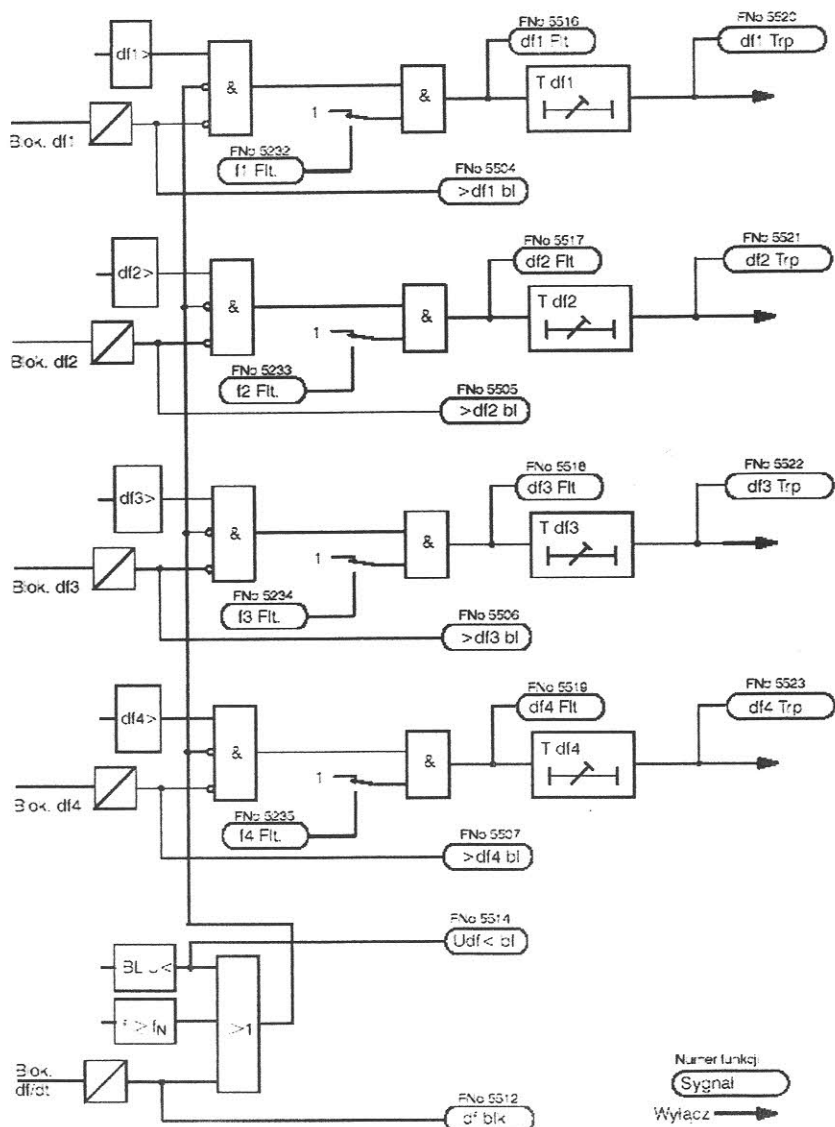 FNo 5516
FNo 5520
df1>
df1 Flt
df1 Trp
&
&
T df1
1
Blok. df1
FNo 5232
f1 Flt.
FNo 5504
>df1 bl
FNo 5517
FNo 5521
df2>
df2 Flt
df2 Trp
&
&
T df2
1
Blok. df2
FNo 5233
f2 Flt.
FNo 5505
>df2 bl
FNo 5518
FNo 5522
df3>
df3 Flt
df3 Trp
&
&
T df3
1
Blok. df3
FNo 5234
f3 Flt.
FNo 5506
>df3 bl
FNo 5519
FNo 5523
df4>
df4 Flt
df4 Trp
&
&
T df4
1
Blok. df4
FNo 5235
f4 Flt.
FNo 5507
>df4 bl
FNo 5514
BL U<
Udf< bl
f > fN
>1
Blok.
df/dt
Numer funkcji
Sygnał
FNo 5512
df blk
Wyłącz